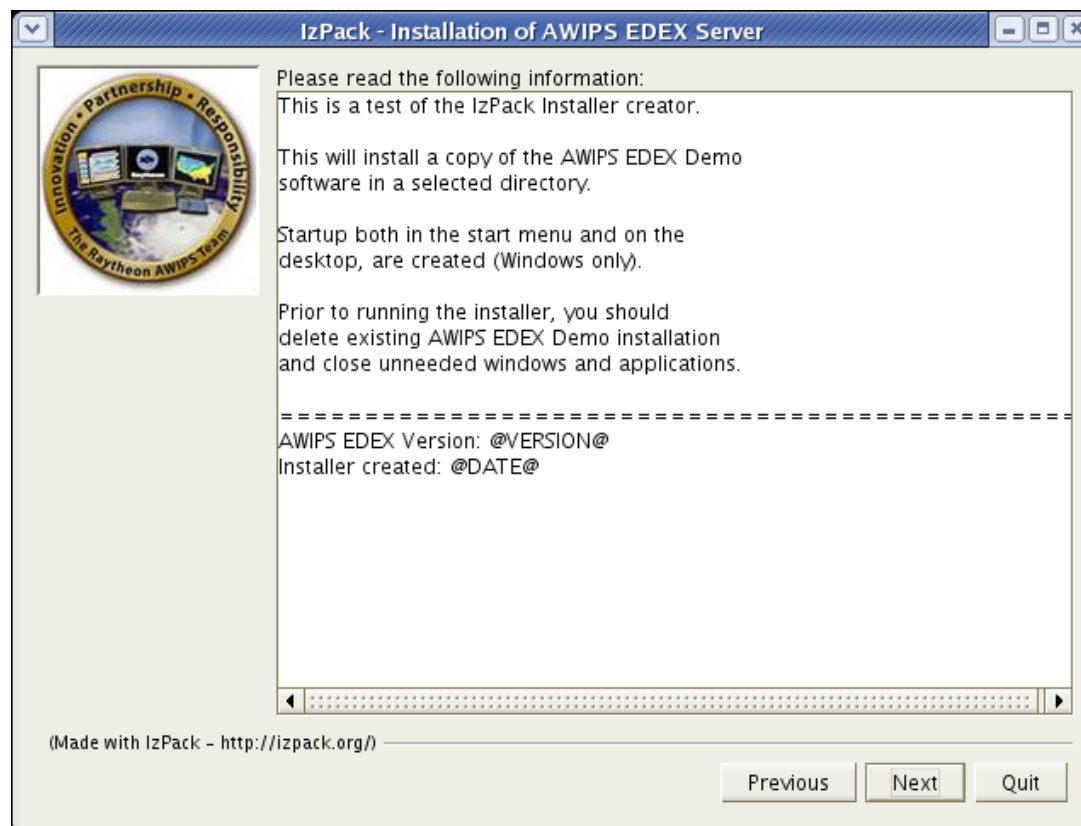 IzPack - Installation of AWIPS EDEX Server
Innovation • Partnership • Responsibility
The Raytheon AWIPS Team
Please read the following information:
This is a test of the IzPack Installer creator.
This will install a copy of the AWIPS EDEX Demo
software in a selected directory.
Startup both in the start menu and on the
desktop, are created (Windows only).
Prior to running the installer, you should
delete existing AWIPS EDEX Demo installation
and close unneeded windows and applications.
===============================================
AWIPS EDEX Version: @VERSION@
Installer created: @DATE@
(Made with IzPack - http://izpack.org/)
Previous
Next
Quit